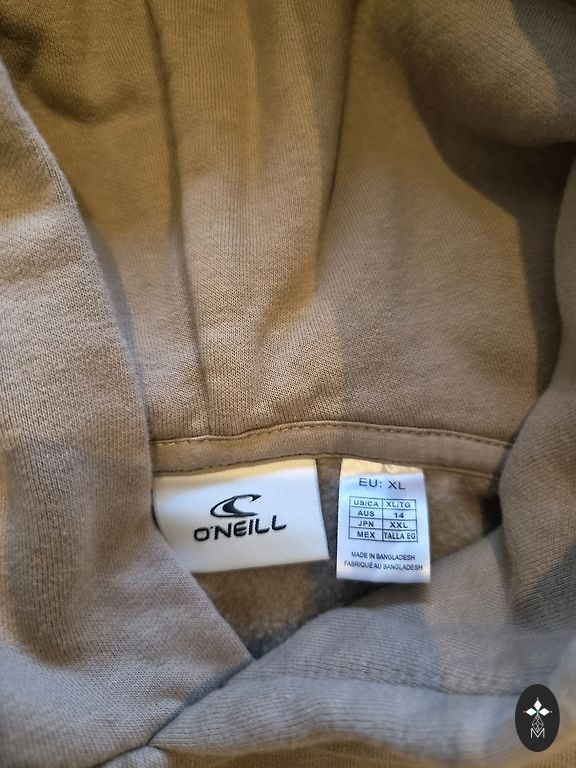 O'NEILL
EU: XL
US/CA XL/TG
AUS 14
JPN XXL
MEX TALLA EG
MADE IN BANGLADESH
FABRIQUÉ AU BANGLADESH
M